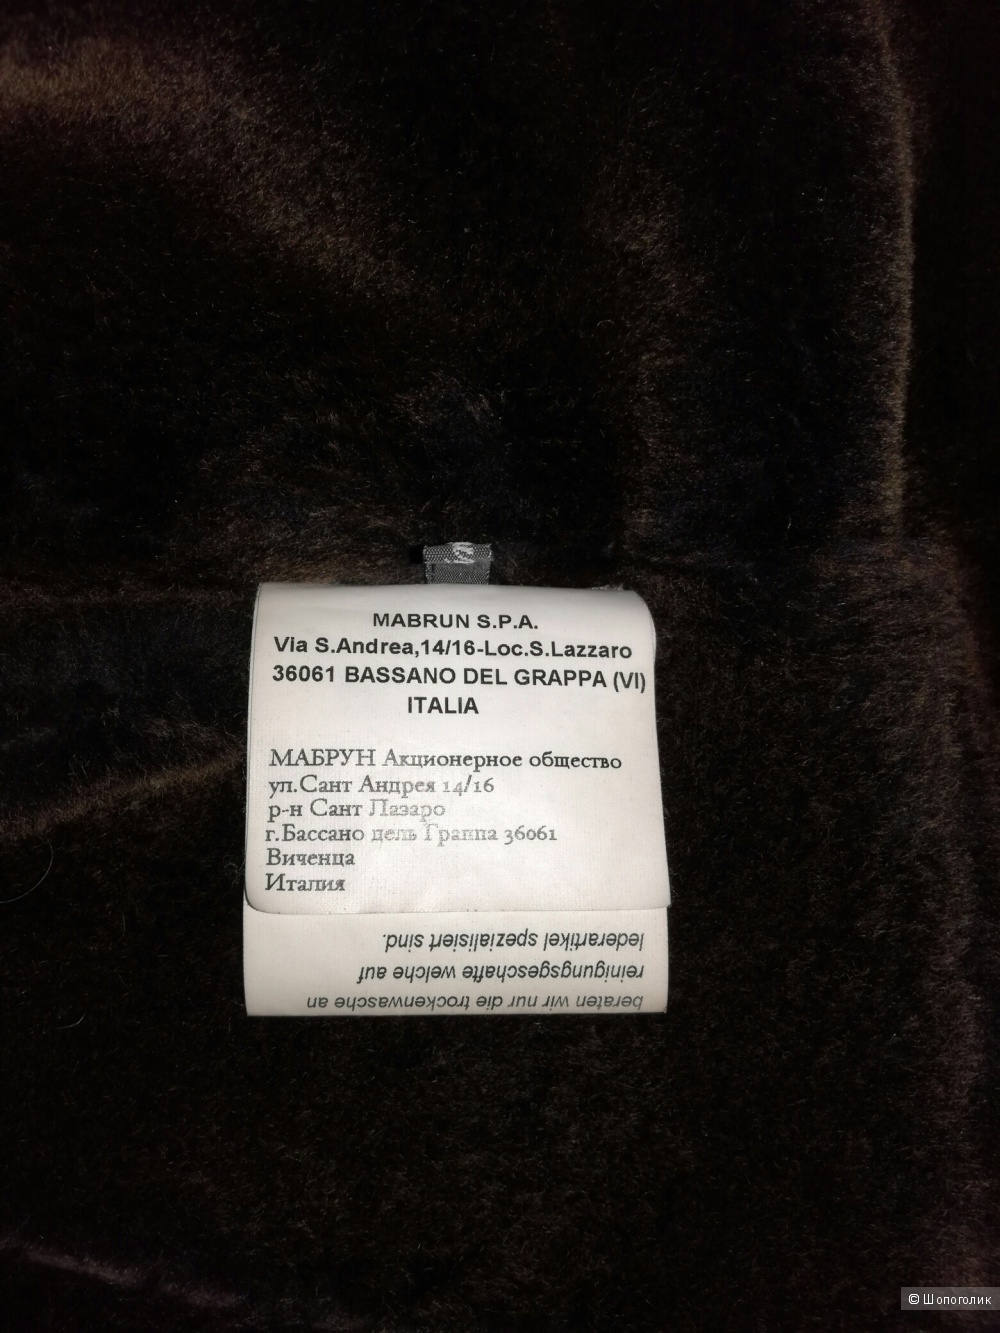 MABRUN S.P.A.
Via S.Andrea,14/16-Loc.S.Lazzaro
36061 BASSANO DEL GRAPPA (VI)
ITALIA
МАБРУН Акционерное общество
ул.Сант Андрея 14/16
р-н Сант Лазаро
г.Бассано дель Граппа 36061
Виченца
Италия
beraten wir nur die trockenwasche an
reinigungsgeschafte welche auf
lederartikel spezialisiert sind.
© Шопоголик